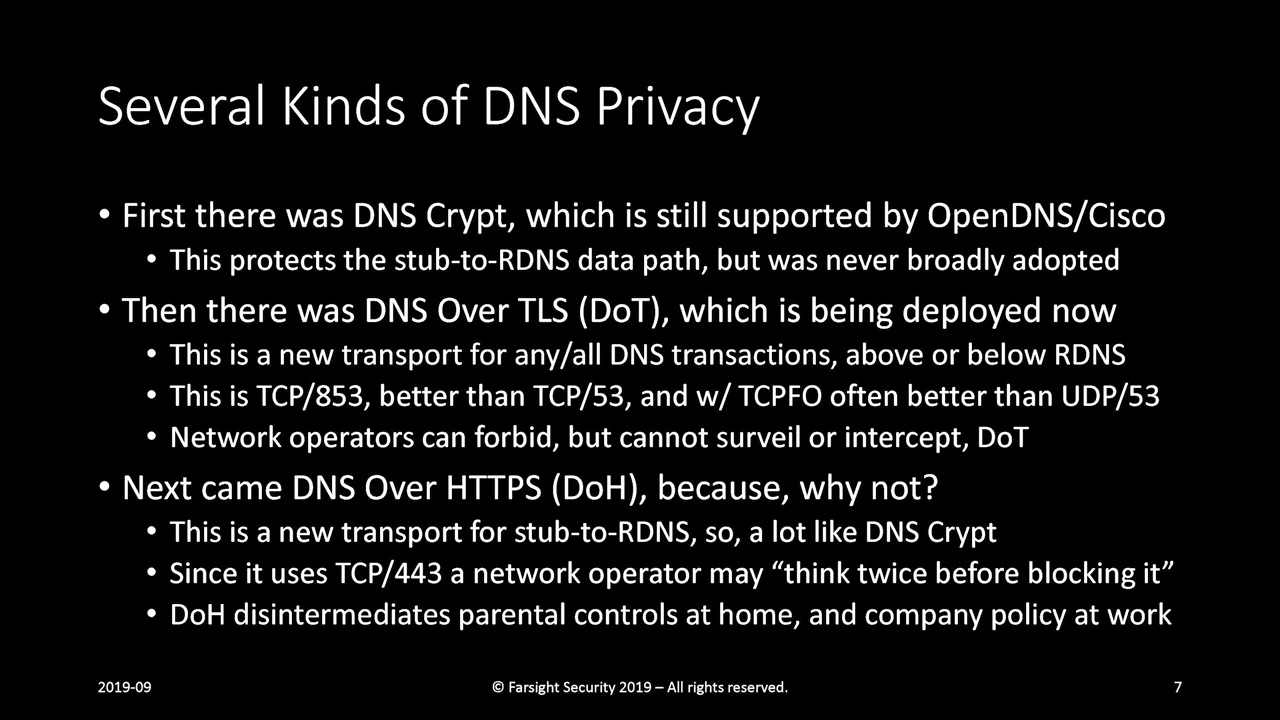 Several Kinds of DNS Privacy
• First there was DNS Crypt, which is still supported by OpenDNS/Cisco
• This protects the stub-to-RDNS data path, but was never broadly adopted
• Then there was DNS Over TLS (DoT), which is being deployed now
• This is a new transport for any/all DNS transactions, above or below RDNS
• This is TCP/853, better than TCP/53, and w/ TCPFO often better than UDP/53
• Network operators can forbid, but cannot surveil or intercept, DoT
• Next came DNS Over HTTPS (DoH), because, why not?
• This is a new transport for stub-to-RDNS, so, a lot like DNS Crypt
• Since it uses TCP/443 a network operator may “think twice before blocking it”
• DoH disintermediates parental controls at home, and company policy at work
2019-09
© Farsight Security 2019 – All rights reserved.
7